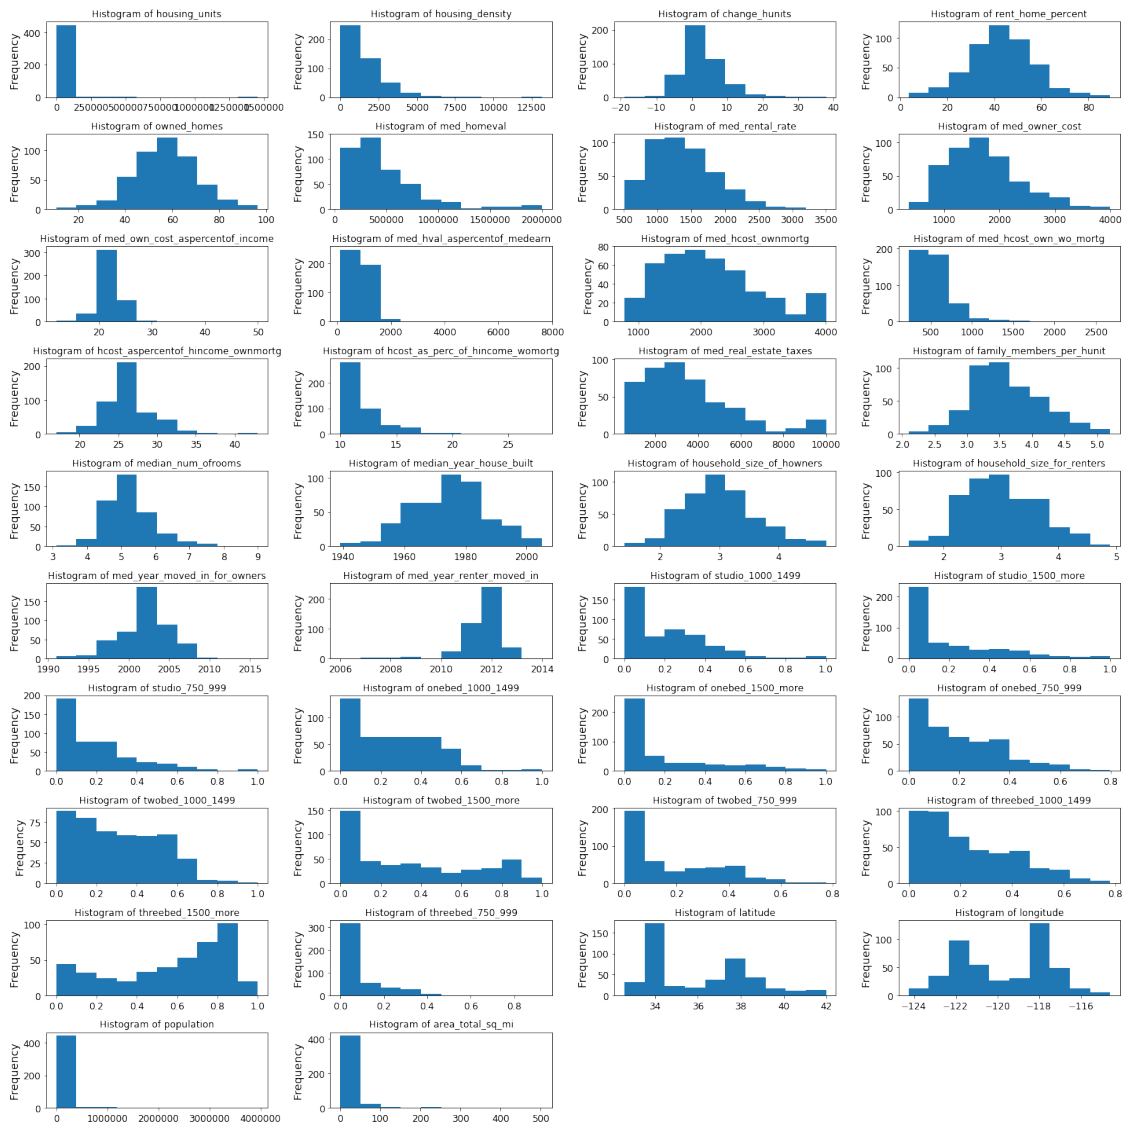 Histogram of housing_units
Frequency
400
200
0
0 250000 500000 750000 1000000 1250000 1500000
Histogram of housing_density
Frequency
200
100
0
0 2500 5000 7500 10000 12500
Histogram of change_hunits
Frequency
200
100
0
−20 −10 0 10 20 30 40
Histogram of rent_home_percent
Frequency
100
50
0
0 20 40 60 80
Histogram of owned_homes
Frequency
100
50
0
20 40 60 80 100
Histogram of med_homeval
Frequency
150
100
50
0
0 500000 1000000 1500000 2000000
Histogram of med_rental_rate
Frequency
100
50
0
500 1000 1500 2000 2500 3000 3500
Histogram of med_owner_cost
Frequency
100
50
0
1000 2000 3000 4000
Histogram of med_own_cost_aspercentof_income
Frequency
300
200
100
0
20 30 40 50
Histogram of med_hval_aspercentof_medearn
Frequency
200
100
0
0 2000 4000 6000 8000
Histogram of med_hcost_ownmortg
Frequency
80
60
40
20
0
1000 2000 3000 4000
Histogram of med_hcost_own_wo_mortg
Frequency
200
100
0
500 1000 1500 2000 2500
Histogram of hcost_aspercentof_hincome_ownmortg
Frequency
200
100
0
20 25 30 35 40
Histogram of hcost_as_perc_of_hincome_womortg
Frequency
200
100
0
10 15 20 25
Histogram of med_real_estate_taxes
Frequency
100
50
0
2000 4000 6000 8000 10000
Histogram of family_members_per_hunit
Frequency
100
50
0
2.0 2.5 3.0 3.5 4.0 4.5 5.0
Histogram of median_num_ofrooms
Frequency
150
100
50
0
3 4 5 6 7 8 9
Histogram of median_year_house_built
Frequency
100
50
0
1940 1960 1980 2000
Histogram of household_size_of_howners
Frequency
100
50
0
2 3 4
Histogram of household_size_for_renters
Frequency
100
50
0
2 3 4 5
Histogram of med_year_moved_in_for_owners
Frequency
150
100
50
0
1990 1995 2000 2005 2010 2015
Histogram of med_year_renter_moved_in
Frequency
200
100
0
2006 2008 2010 2012 2014
Histogram of studio_1000_1499
Frequency
150
100
50
0
0.0 0.2 0.4 0.6 0.8 1.0
Histogram of studio_1500_more
Frequency
200
100
0
0.0 0.2 0.4 0.6 0.8 1.0
Histogram of studio_750_999
Frequency
200
150
100
50
0
0.0 0.2 0.4 0.6 0.8 1.0
Histogram of onebed_1000_1499
Frequency
100
50
0
0.0 0.2 0.4 0.6 0.8 1.0
Histogram of onebed_1500_more
Frequency
200
100
0
0.0 0.2 0.4 0.6 0.8 1.0
Histogram of onebed_750_999
Frequency
100
50
0
0.0 0.2 0.4 0.6 0.8
Histogram of twobed_1000_1499
Frequency
75
50
25
0
0.0 0.2 0.4 0.6 0.8 1.0
Histogram of twobed_1500_more
Frequency
150
100
50
0
0.0 0.2 0.4 0.6 0.8 1.0
Histogram of twobed_750_999
Frequency
200
100
0
0.0 0.2 0.4 0.6 0.8
Histogram of threebed_1000_1499
Frequency
100
50
0
0.0 0.2 0.4 0.6 0.8
Histogram of threebed_1500_more
Frequency
100
50
0
0.0 0.2 0.4 0.6 0.8 1.0
Histogram of threebed_750_999
Frequency
300
200
100
0
0.0 0.2 0.4 0.6 0.8
Histogram of latitude
Frequency
150
100
50
0
34 36 38 40 42
Histogram of longitude
Frequency
100
50
0
−124 −122 −120 −118 −116
Histogram of population
Frequency
400
200
0
0 1000000 2000000 3000000 4000000
Histogram of area_total_sq_mi
Frequency
400
200
0
0 100 200 300 400 500